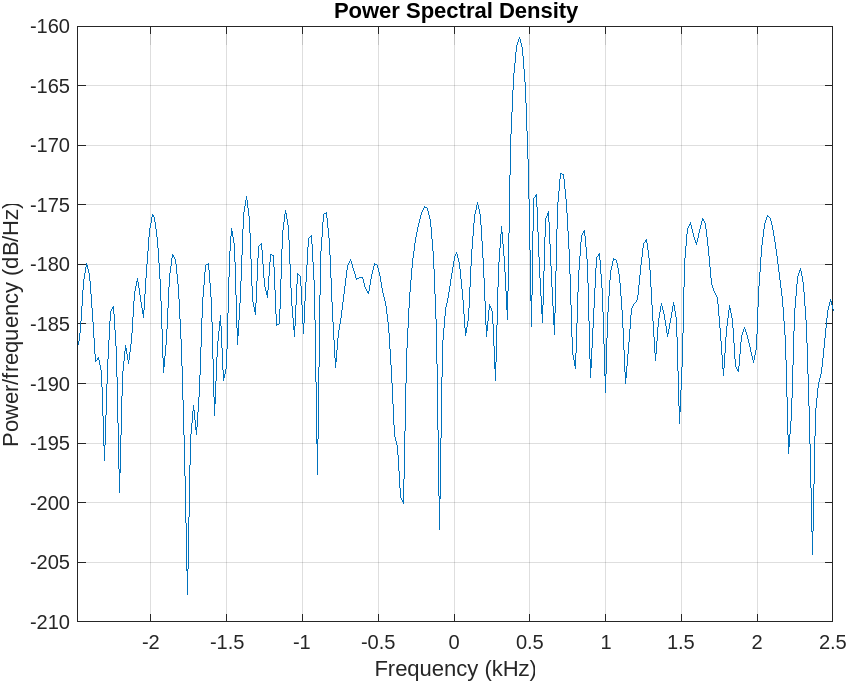 Power Spectral Density
-160
-165
-170
-175
-180
-185
-190
-195
-200
-205
-210
Power/frequency (dB/Hz)
-2 -1.5 -1 -0.5 0 0.5 1 1.5 2 2.5
Frequency (kHz)